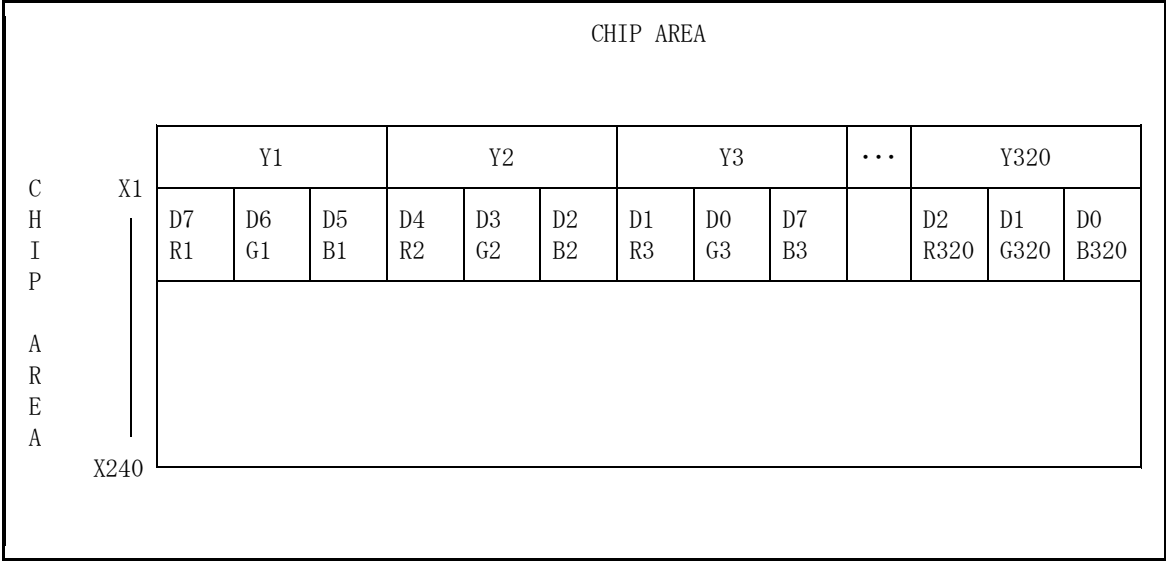 CHIP AREA
Y1 Y2 Y3 ... Y320
X1
D7 D6 D5 D4 D3 D2 D1 D0 D7 D2 D1 D0
R1 G1 B1 R2 G2 B2 R3 G3 B3 R320 G320 B320
C
H
I
P
A
R
E
A
X240